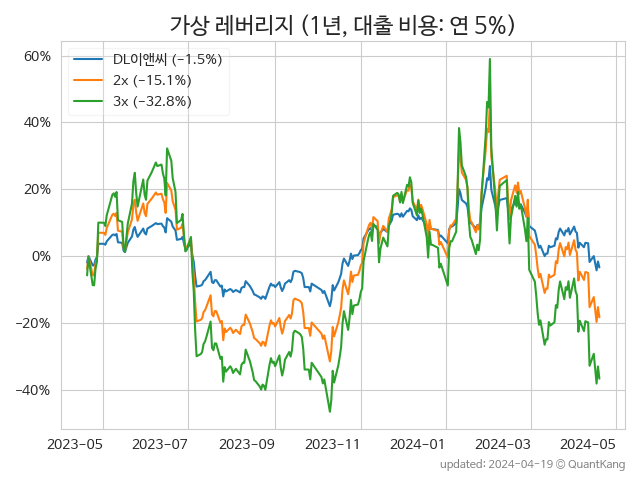 가상 레버리지 (1년, 대출 비용: 연 5%)
60%
DL이앤씨 (−1.5%)
2x (−15.1%)
3x (−32.8%)
40%
20%
0%
−20%
−40%
2023−05 2023−07 2023−09 2023−11 2024−01 2024−03 2024−05
updated: 2024−04−19 © QuantKang